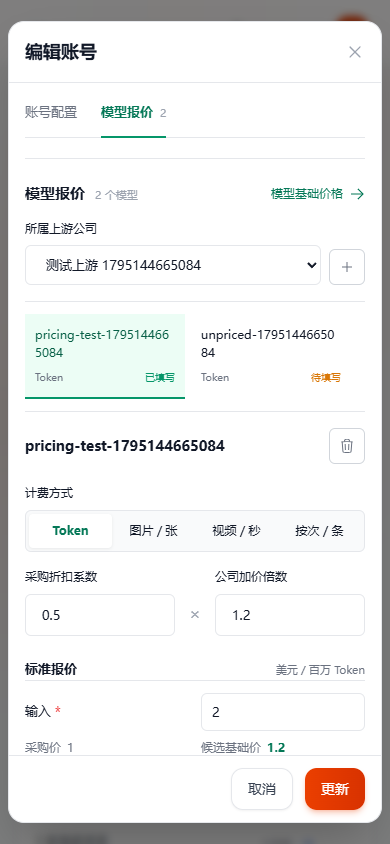 编辑账号
账号配置 模型报价 2
模型报价 2 个模型 模型基础价格 →
所属上游公司
测试上游 1795144665084
pricing-test-179514466
5084
Token 已填写
unpriced-17951446650
84
Token 待填写
pricing-test-1795144665084
计费方式
Token 图片 / 张 视频 / 秒 按次 / 条
采购折扣系数 公司加价倍数
0.5 × 1.2
标准报价 美元 / 百万 Token
输入 * 2
采购价 1 候选基础价 1.2
取消 更新